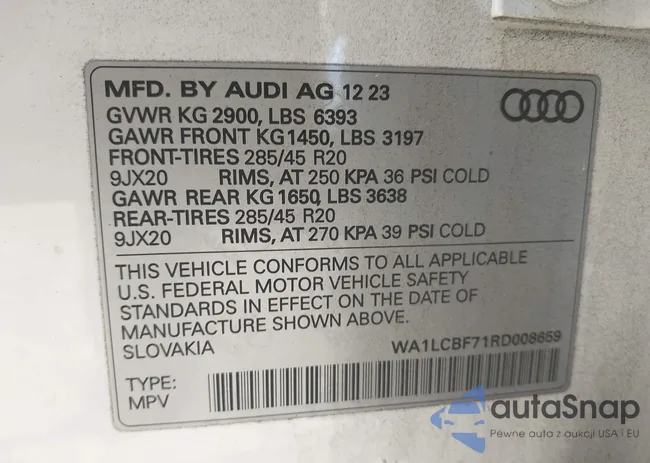 MFD. BY AUDI AG 12 23
GVWR KG 2900, LBS 6393
GAWR FRONT KG1450, LBS 3197
FRONT-TIRES 285/45 R20
9JX20 RIMS, AT 250 KPA 36 PSI COLD
GAWR REAR KG 1650, LBS 3638
REAR-TIRES 285/45 R20
9JX20 RIMS, AT 270 KPA 39 PSI COLD
THIS VEHICLE CONFORMS TO ALL APPLICABLE
U.S. FEDERAL MOTOR VEHICLE SAFETY
STANDARDS IN EFFECT ON THE DATE OF
MANUFACTURE SHOWN ABOVE.
SLOVAKIA WA1LCBF71RD008659
TYPE:
MPV
autaSnap
Pewne auta z aukcji USA i EU